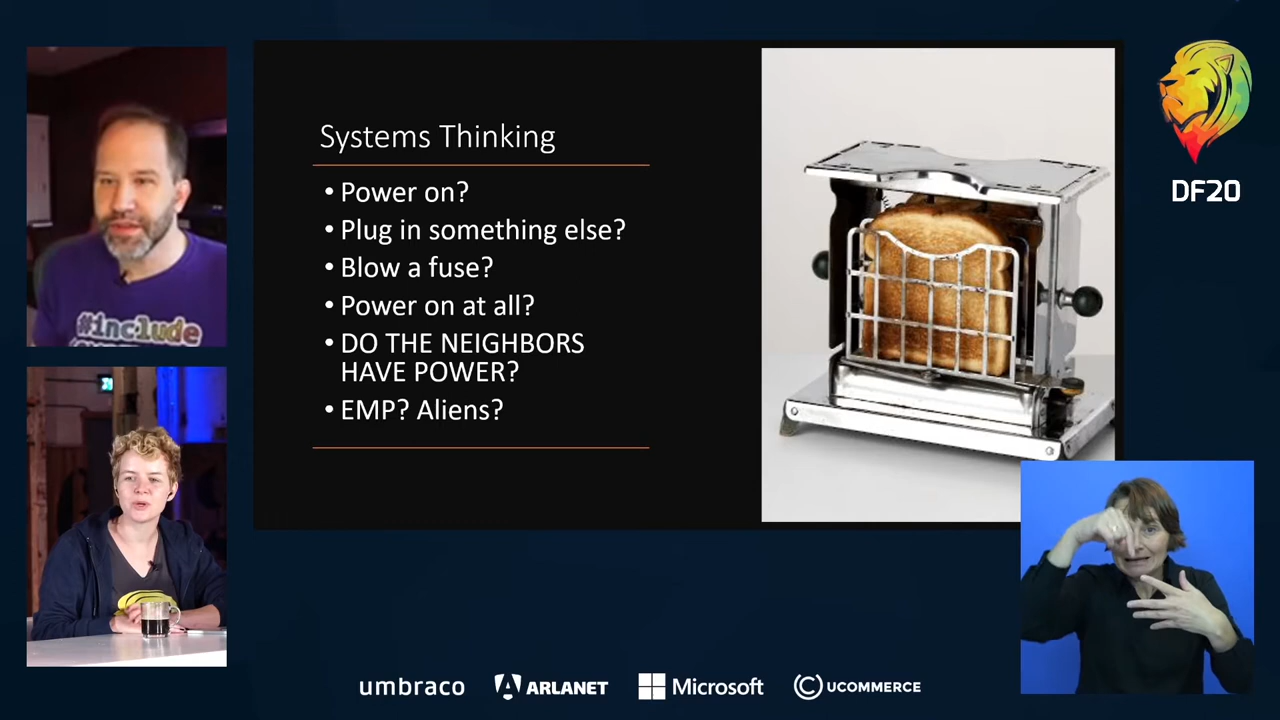 Systems Thinking
• Power on?
• Plug in something else?
• Blow a fuse?
• Power on at all?
• DO THE NEIGHBORS
HAVE POWER?
• EMP? Aliens?
DF20
#include
umbraco
ARLANET
Microsoft
UCOMMERCE